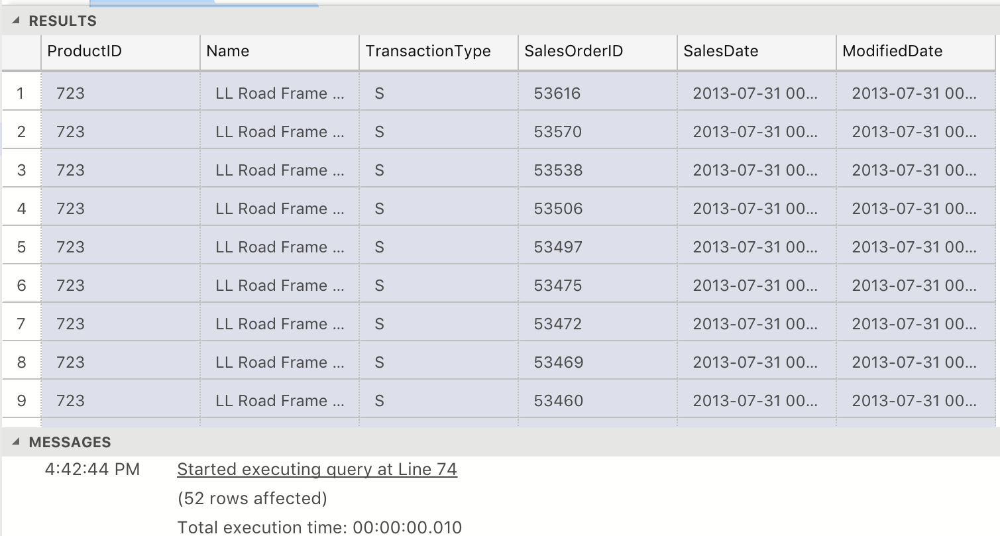 RESULTS
ProductID Name TransactionType SalesOrderID SalesDate ModifiedDate
1 723 LL Road Frame ... S 53616 2013-07-31 00... 2013-07-31 00...
2 723 LL Road Frame ... S 53570 2013-07-31 00... 2013-07-31 00...
3 723 LL Road Frame ... S 53538 2013-07-31 00... 2013-07-31 00...
4 723 LL Road Frame ... S 53506 2013-07-31 00... 2013-07-31 00...
5 723 LL Road Frame ... S 53497 2013-07-31 00... 2013-07-31 00...
6 723 LL Road Frame ... S 53475 2013-07-31 00... 2013-07-31 00...
7 723 LL Road Frame ... S 53472 2013-07-31 00... 2013-07-31 00...
8 723 LL Road Frame ... S 53469 2013-07-31 00... 2013-07-31 00...
9 723 LL Road Frame ... S 53460 2013-07-31 00... 2013-07-31 00...
MESSAGES
4:42:44 PM Started executing query at Line 74
(52 rows affected)
Total execution time: 00:00:00.010